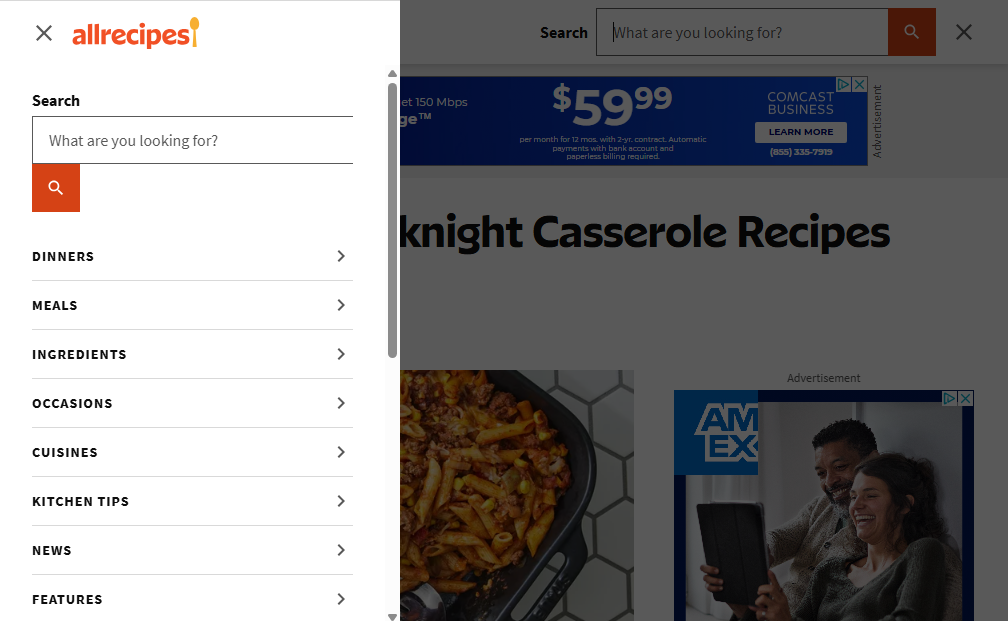 allrecipes
Search
What are you looking for?
DINNERS
MEALS
INGREDIENTS
OCCASIONS
CUISINES
KITCHEN TIPS
NEWS
FEATURES
Search
What are you looking for?
et 150 Mbps
ge™
$5999
per month for 12 mos. with 2-yr. contract. Automatic
payments with bank account and
paperless billing required.
COMCAST
BUSINESS
LEARN MORE
(855) 335-7919
Advertisement
knight Casserole Recipes
Advertisement
AM
EX